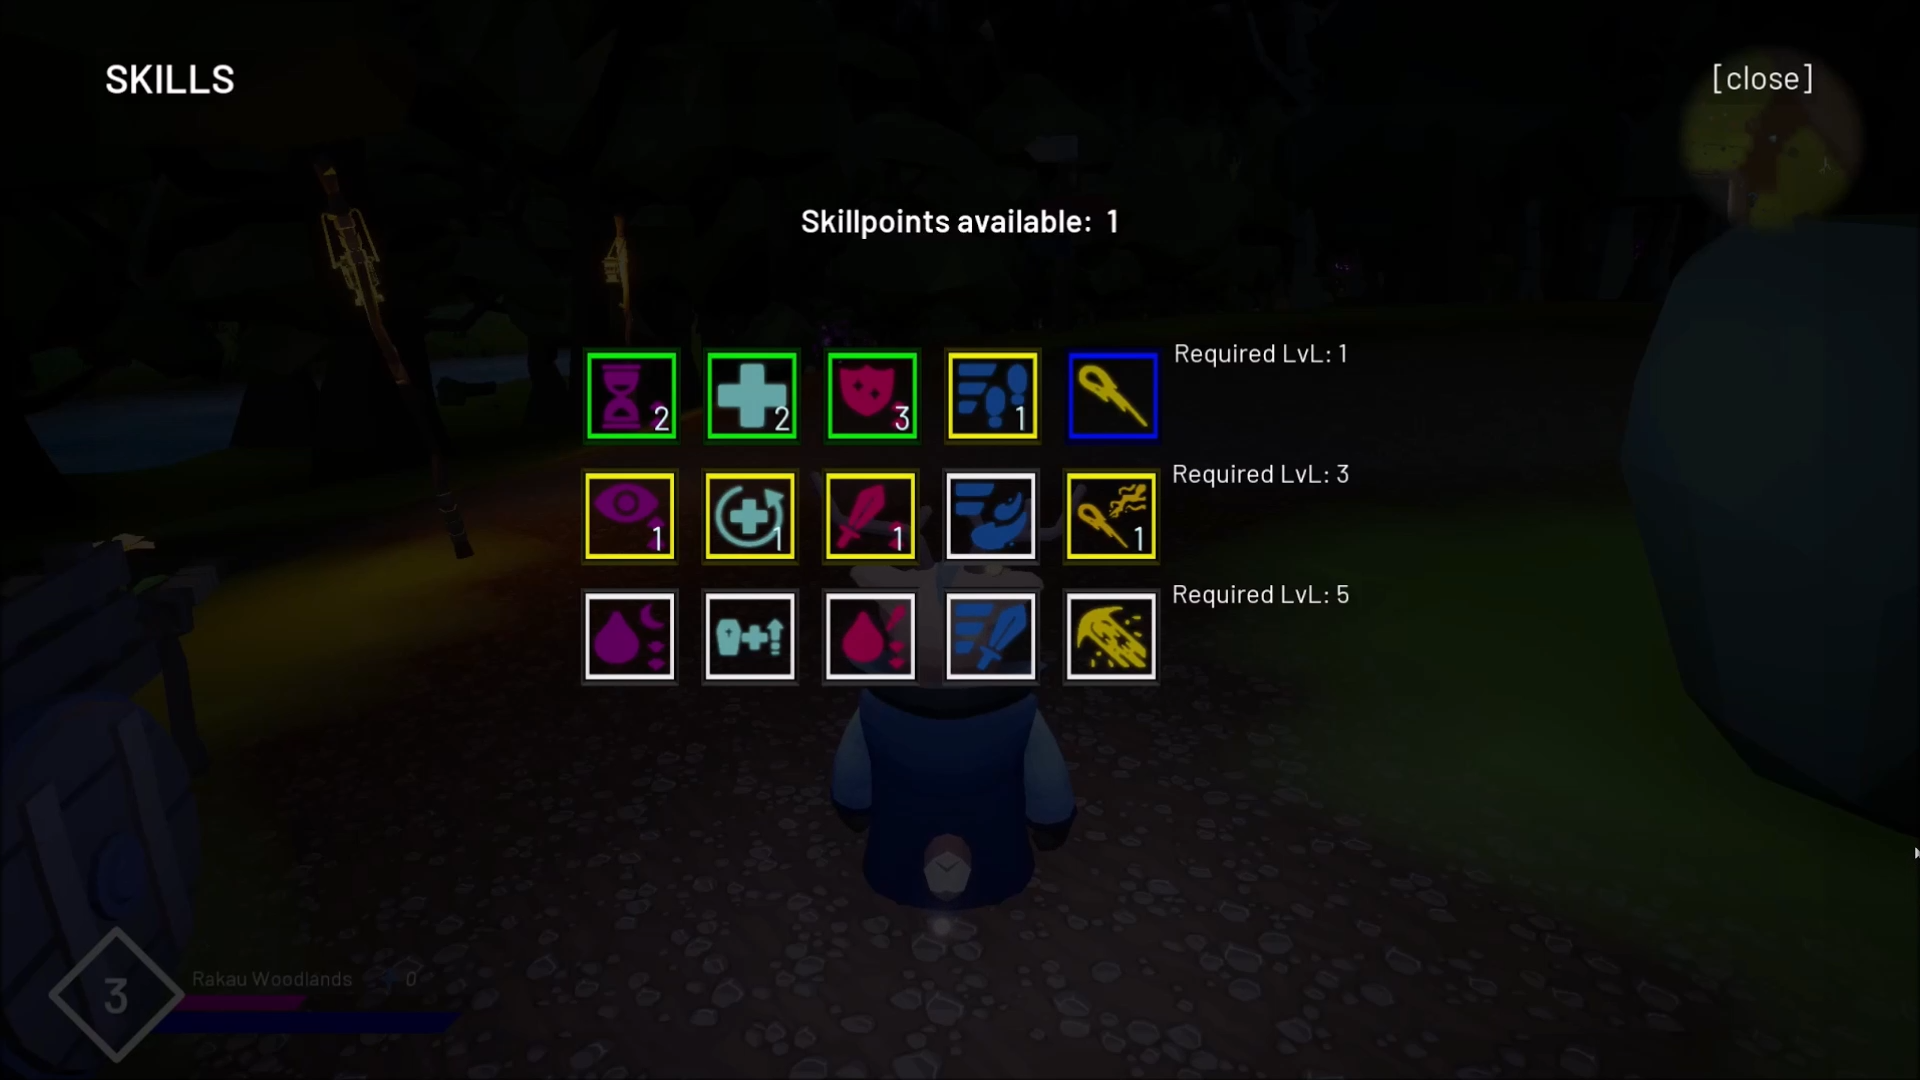 SKILLS
[close]
Skillpoints available: 1
2 2 3 1
Required LvL: 1
1 1 1 1
Required LvL: 3
Required LvL: 5
Rakau Woodlands 0
3